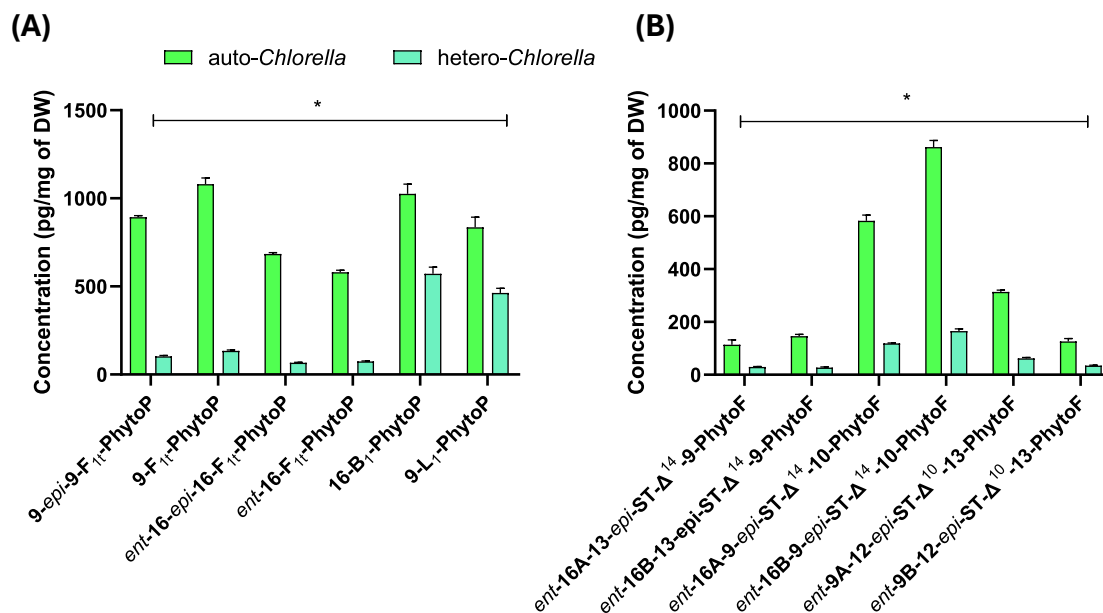 (A)
(B)
auto-Chlorella
hetero-Chlorella
*
*
Concentration (pg/mg of DW)
1500
1000
500
0
9-epi-9-F₁ₜ-PhytoP
9-F₁ₜ-PhytoP
ent-16-epi-16-F₁ₜ-PhytoP
ent-16-F₁ₜ-PhytoP
16-B₁-PhytoP
9-L₁-PhytoP
Concentration (pg/mg of DW)
1000
800
600
400
200
0
ent-16A-13-epi-ST-Δ¹⁴-9-PhytoF
ent-16B-13-epi-ST-Δ¹⁴-9-PhytoF
ent-16A-9-epi-ST-Δ¹⁴-10-PhytoF
ent-16B-9-epi-ST-Δ¹⁴-10-PhytoF
ent-9A-12-epi-ST-Δ¹⁰-13-PhytoF
ent-9B-12-epi-ST-Δ¹⁰-13-PhytoF